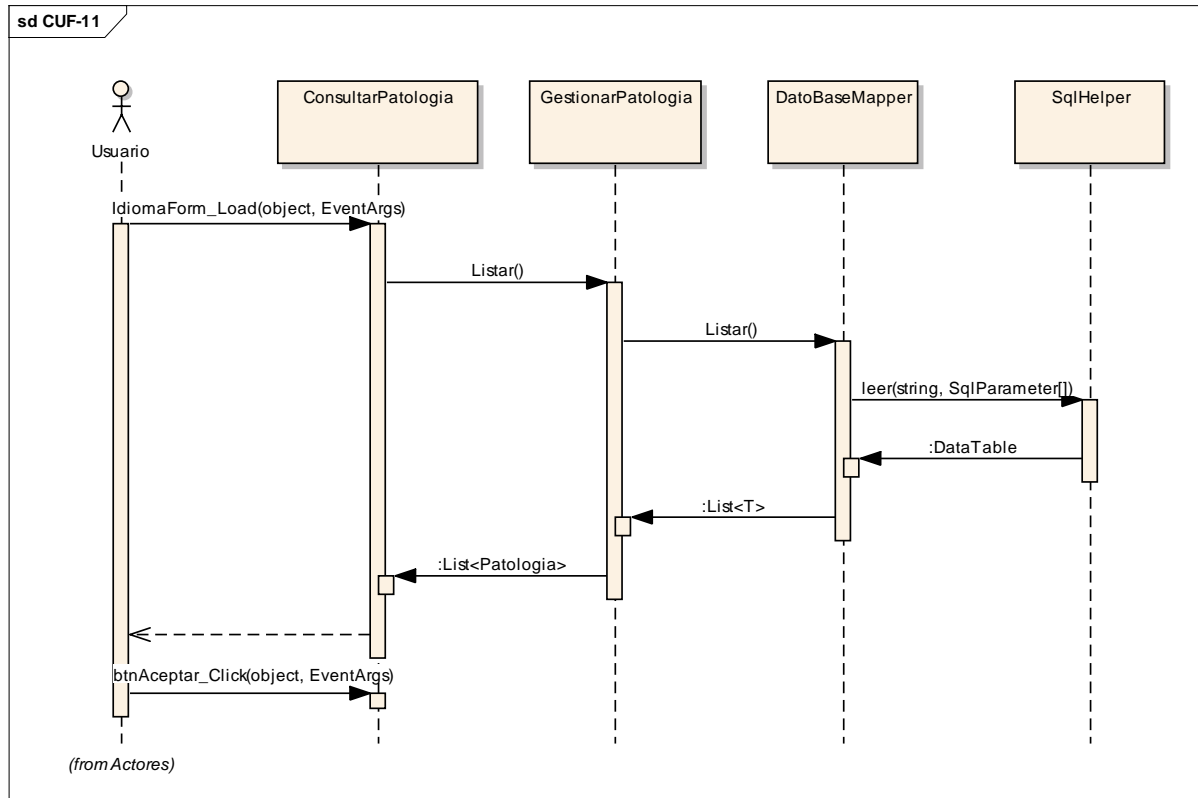 sd CUF-11
Usuario
ConsultarPatologia
GestionarPatologia
DatoBaseMapper
SqlHelper
IdiomaForm_Load(object, EventArgs)
Listar()
Listar()
leer(string, SqlParameter[])
:DataTable
:List<T>
:List<Patologia>
btnAceptar_Click(object, EventArgs)
(from Actores)